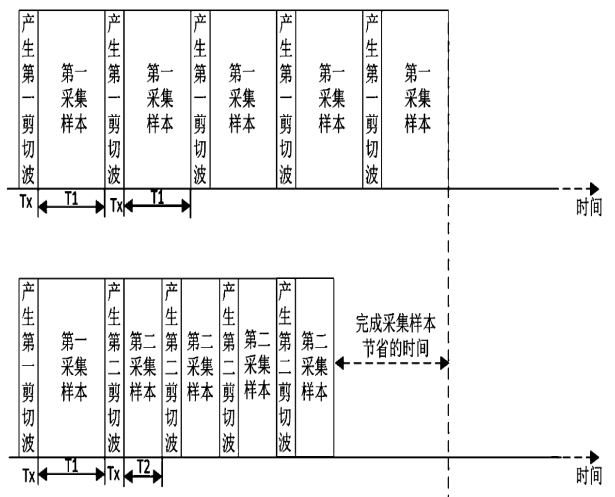 产生第一剪切波
第一采集样本
产生第一剪切波
第一采集样本
产生第一剪切波
第一采集样本
产生第一剪切波
第一采集样本
产生第一剪切波
第一采集样本
Tx
T1
Tx
T1
时间
产生第一剪切波
第一采集样本
产生第二剪切波
第二采集样本
产生第二剪切波
第二采集样本
产生第二剪切波
第二采集样本
产生第二剪切波
第二采集样本
完成采集样本
节省的时间
Tx
T1
Tx
T2
时间